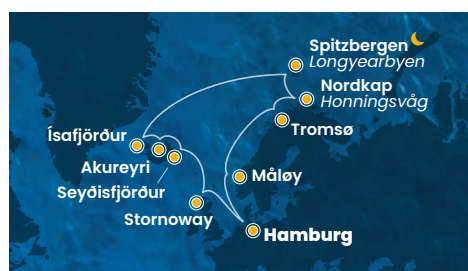 Spitzbergen
Longyearbyen
Nordkap
Honningsvåg
Tromsø
Ísafjörður
Akureyri
Seyðisfjörður
Måløy
Stornoway
Hamburg